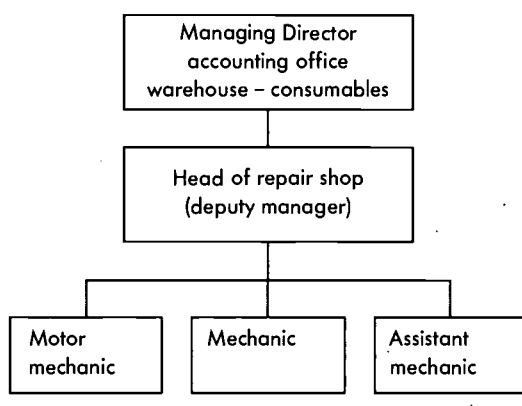 Managing Director
accounting office
warehouse – consumables
Head of repair shop
(deputy manager)
Motor
mechanic
Mechanic
Assistant
mechanic